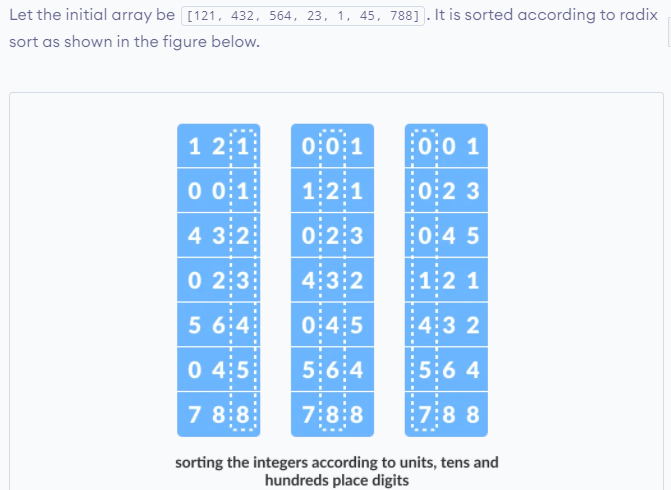 Let the initial array be [121, 432, 564, 23, 1, 45, 788]. It is sorted according to radix
sort as shown in the figure below.
1 2 1 0 0 1 0 0 1
0 0 1 1 2 1 0 2 3
4 3 2 0 2 3 0 4 5
0 2 3 4 3 2 1 2 1
5 6 4 0 4 5 4 3 2
0 4 5 5 6 4 5 6 4
7 8 8 7 8 8 7 8 8
sorting the integers according to units, tens and
hundreds place digits